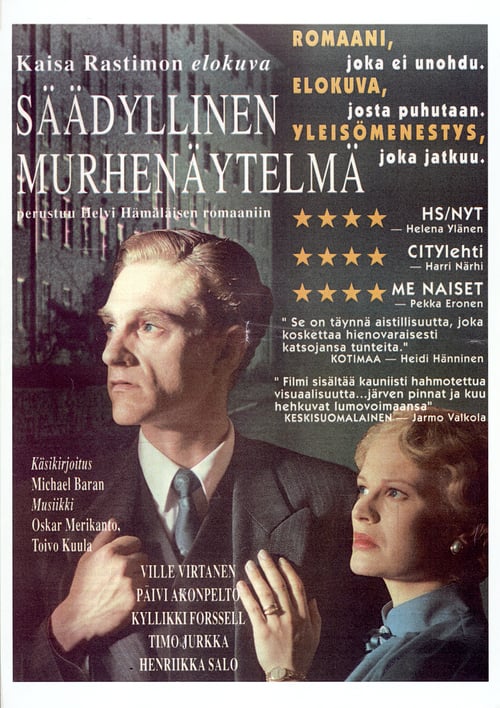 ROMAANI,
joka ei unohdu.
ELOKUVA,
josta puhutaan.
YLEISÖMENESTYS,
joka jatkuu.
Kaisa Rastimon elokuva
SÄÄDYLLINEN
MURHENÄYTELMÄ
perustuu Helvi Hämäläisen romaaniin
HS/NYT
— Helena Ylänen
CITYlehti
— Harri Närhi
ME NAISET
— Pekka Eronen
" Se on täynnä aistillisuutta, joka
koskettaa hienovaraisesti
katsojansa tunteita."
KOTIMAA — Heidi Hänninen
" Filmi sisältää kauniisti hahmotettua
visuaalisuutta...järven pinnat ja kuu
hehkuvat lumovoimaansa"
KESKISUOMALAINEN — Jarmo Valkola
Käsikirjoitus
Michael Baran
Musiikki
Oskar Merikanto,
Toivo Kuula
VILLE VIRTANEN
PÄIVI AKONPELTO
KYLLIKKI FORSSELL
TIMO JURKKA
HENRIIKKA SALO